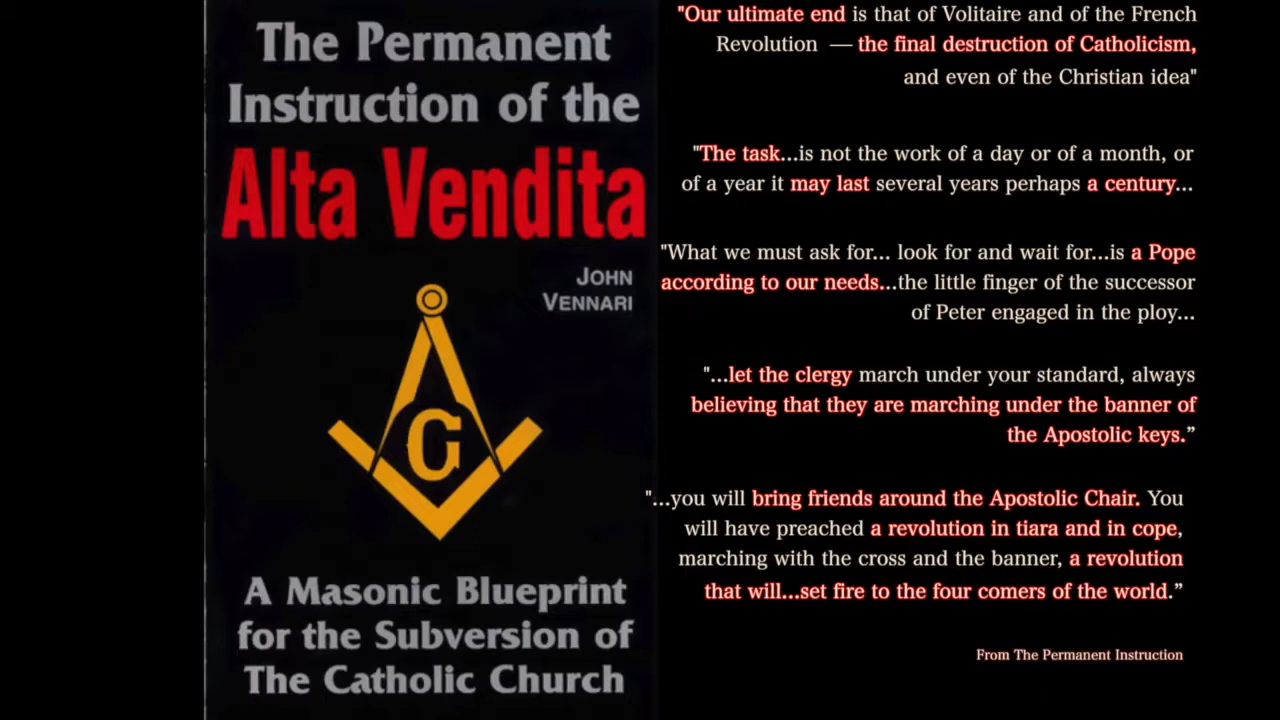 The Permanent
Instruction of the
Alta Vendita
JOHN
VENNARI
G
A Masonic Blueprint
for the Subversion of
The Catholic Church
"Our ultimate end is that of Volitaire and of the French
Revolution — the final destruction of Catholicism,
and even of the Christian idea"
"The task...is not the work of a day or of a month, or
of a year it may last several years perhaps a century...
"What we must ask for... look for and wait for...is a Pope
according to our needs...the little finger of the successor
of Peter engaged in the ploy...
"...let the clergy march under your standard, always
believing that they are marching under the banner of
the Apostolic keys.”
"...you will bring friends around the Apostolic Chair. You
will have preached a revolution in tiara and in cope,
marching with the cross and the banner, a revolution
that will...set fire to the four comers of the world.”
From The Permanent Instruction